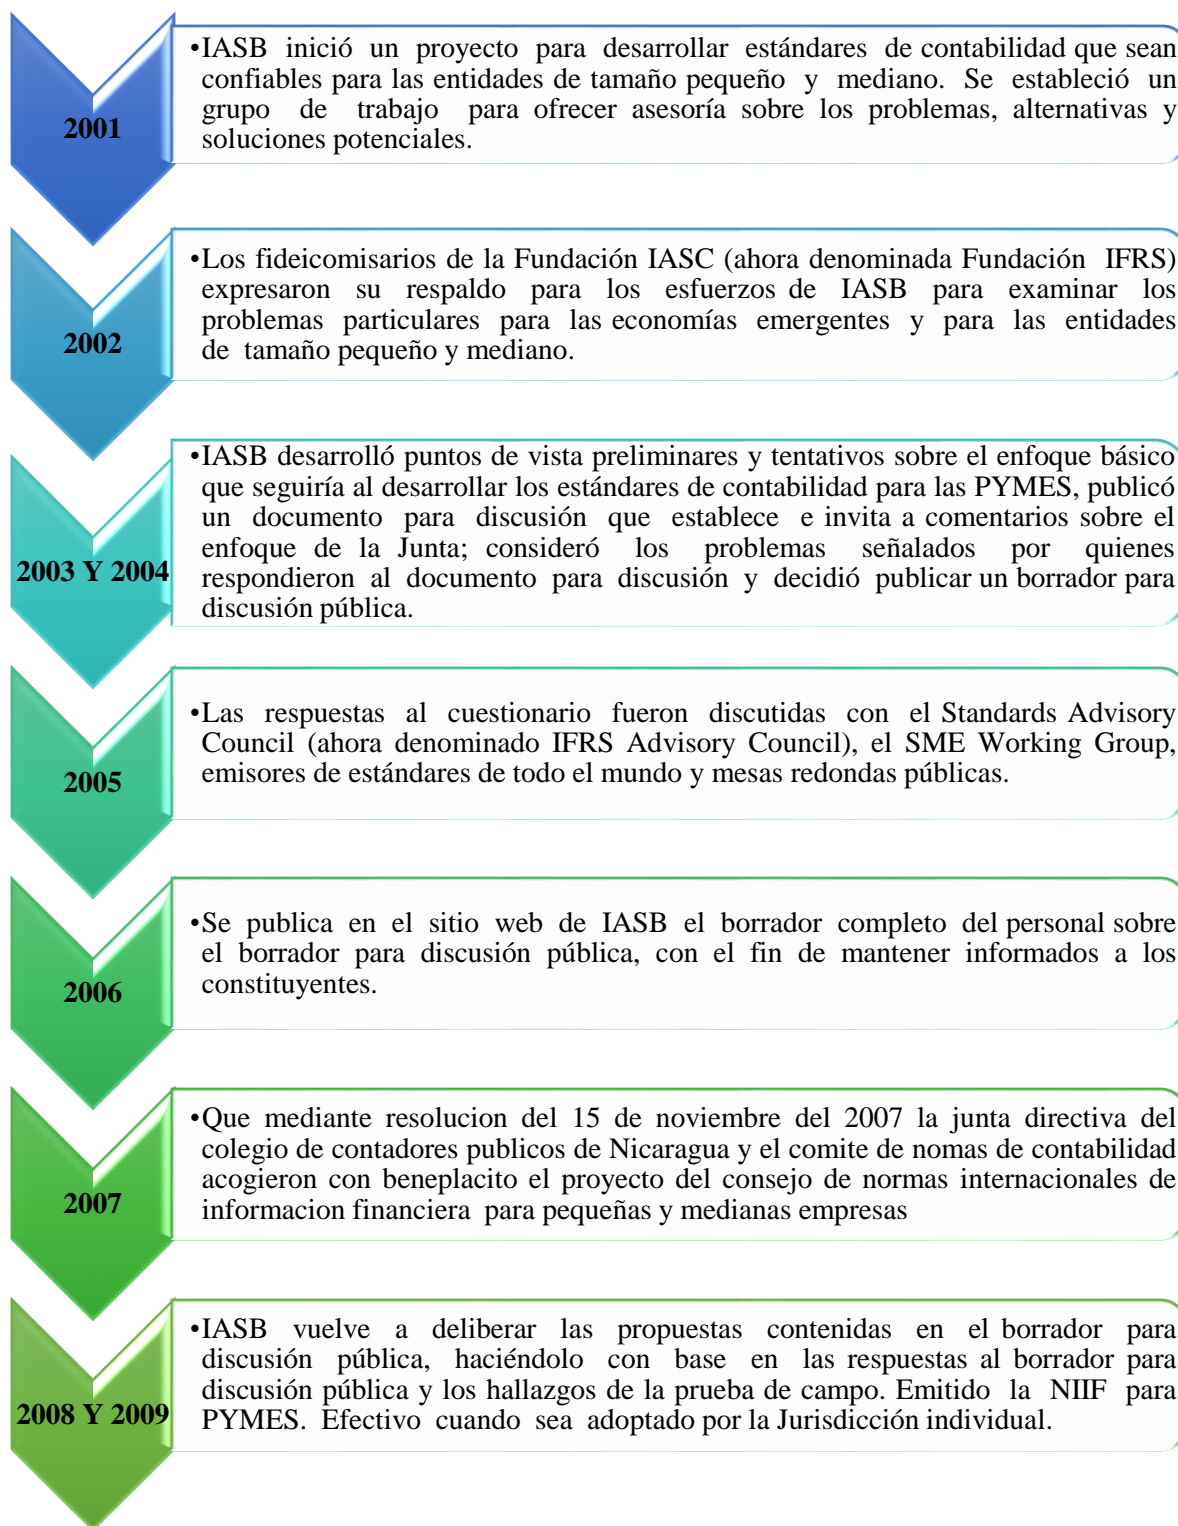 2001
•IASB inició un proyecto para desarrollar estándares de contabilidad que sean
confiables para las entidades de tamaño pequeño y mediano. Se estableció un
grupo de trabajo para ofrecer asesoría sobre los problemas, alternativas y
soluciones potenciales.
2002
•Los fideicomisarios de la Fundación IASC (ahora denominada Fundación IFRS)
expresaron su respaldo para los esfuerzos de IASB para examinar los
problemas particulares para las economías emergentes y para las entidades
de tamaño pequeño y mediano.
2003 Y 2004
•IASB desarrolló puntos de vista preliminares y tentativos sobre el enfoque básico
que seguiría al desarrollar los estándares de contabilidad para las PYMES, publicó
un documento para discusión que establece e invita a comentarios sobre el
enfoque de la Junta; consideró los problemas señalados por quienes
respondieron al documento para discusión y decidió publicar un borrador para
discusión pública.
2005
•Las respuestas al cuestionario fueron discutidas con el Standards Advisory
Council (ahora denominado IFRS Advisory Council), el SME Working Group,
emisores de estándares de todo el mundo y mesas redondas públicas.
2006
•Se publica en el sitio web de IASB el borrador completo del personal sobre
el borrador para discusión pública, con el fin de mantener informados a los
constituyentes.
2007
•Que mediante resolucion del 15 de noviembre del 2007 la junta directiva del
colegio de contadores publicos de Nicaragua y el comite de nomas de contabilidad
acogieron con beneplacito el proyecto del consejo de normas internacionales de
informacion financiera para pequeñas y medianas empresas
2008 Y 2009
•IASB vuelve a deliberar las propuestas contenidas en el borrador para
discusión pública, haciéndolo con base en las respuestas al borrador para
discusión pública y los hallazgos de la prueba de campo. Emitido la NIIF para
PYMES. Efectivo cuando sea adoptado por la Jurisdicción individual.